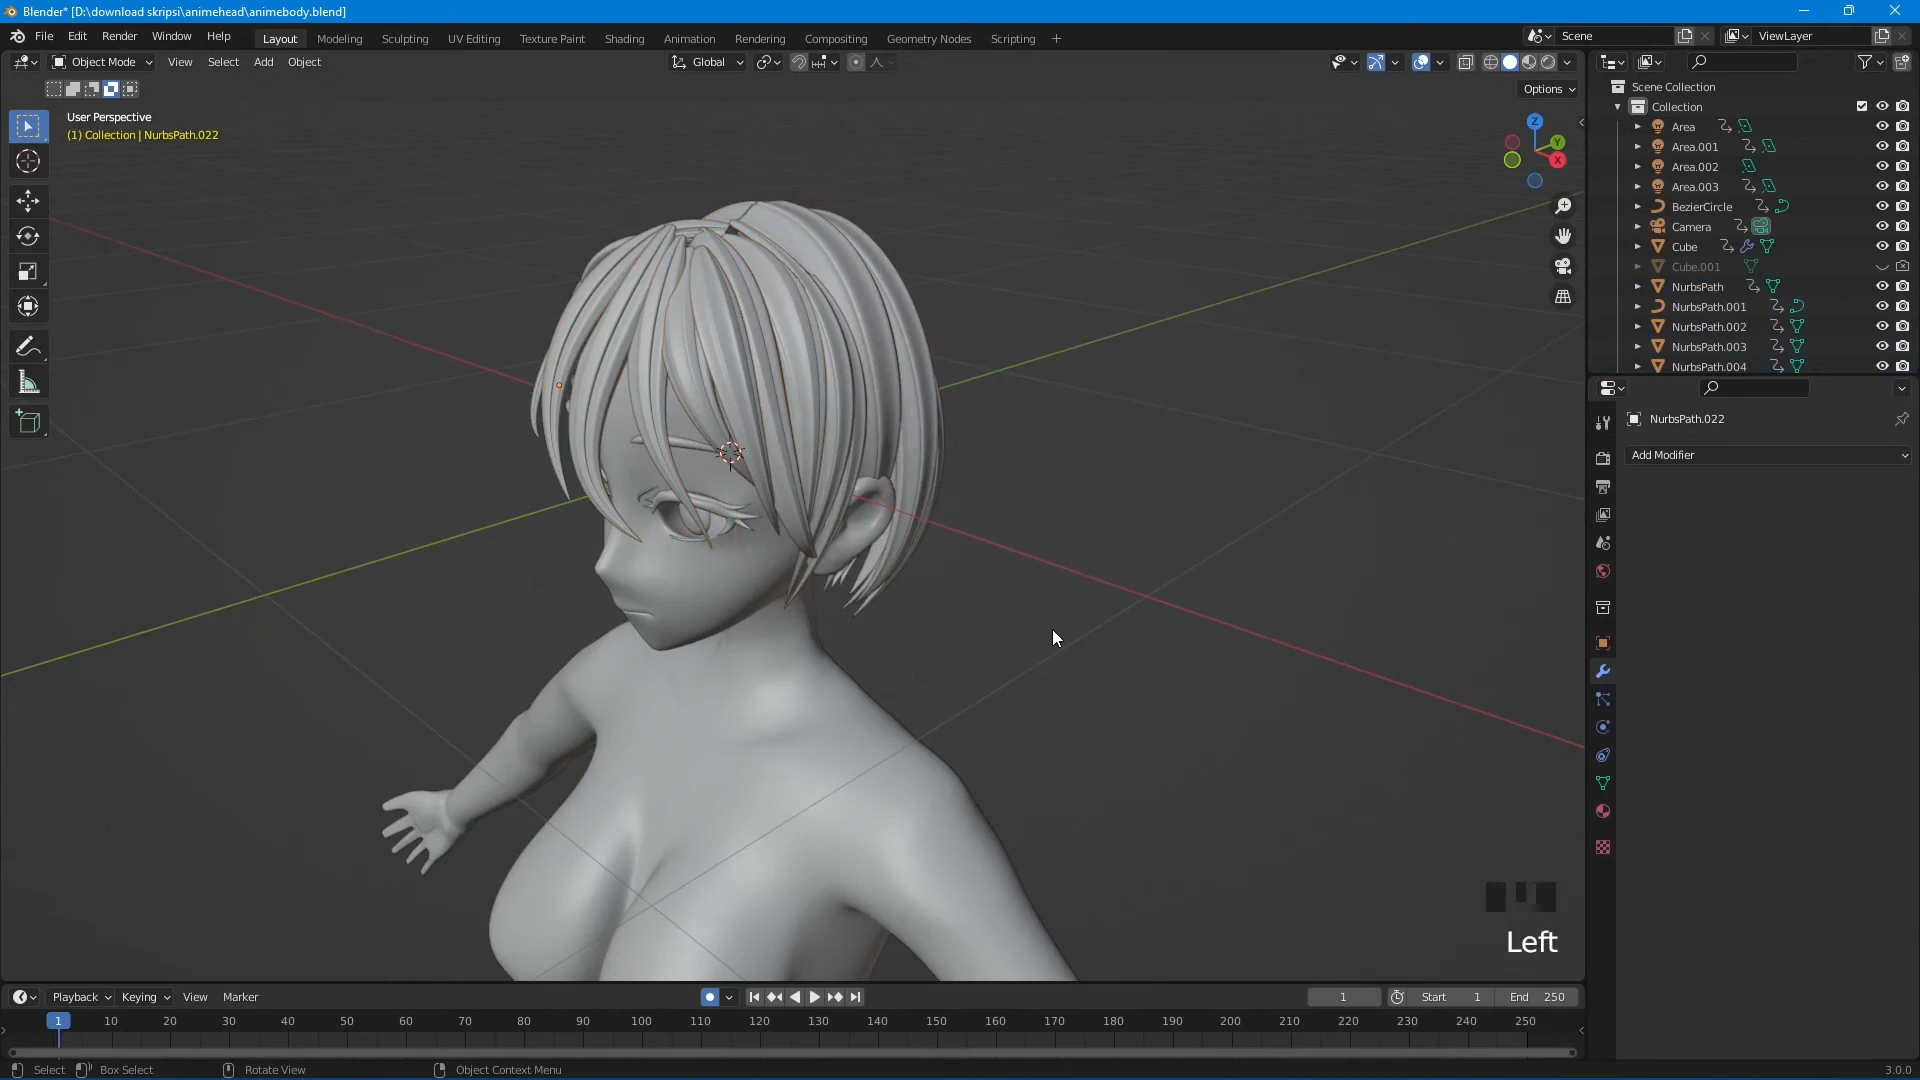 Blender* [D:\download skripsi\animehead\animebody.blend]
File Edit Render Window Help Layout Modeling Sculpting UV Editing Texture Paint Shading Animation Rendering Compositing Geometry Nodes Scripting + Scene ViewLayer
Object Mode View Select Add Object Global
Options
User Perspective
(1) Collection | NurbsPath.022
Z
Y
X
Scene Collection
Collection
Area
Area.001
Area.002
Area.003
BezierCircle
Camera
Cube
Cube.001
NurbsPath
NurbsPath.001
NurbsPath.002
NurbsPath.003
NurbsPath.004
NurbsPath.022
Add Modifier
Left
Playback Keying View Marker 1 Start 1 End 250
1 10 20 30 40 50 60 70 80 90 100 110 120 130 140 150 160 170 180 190 200 210 220 230 240 250
Select Box Select Rotate View Object Context Menu 3.0.0